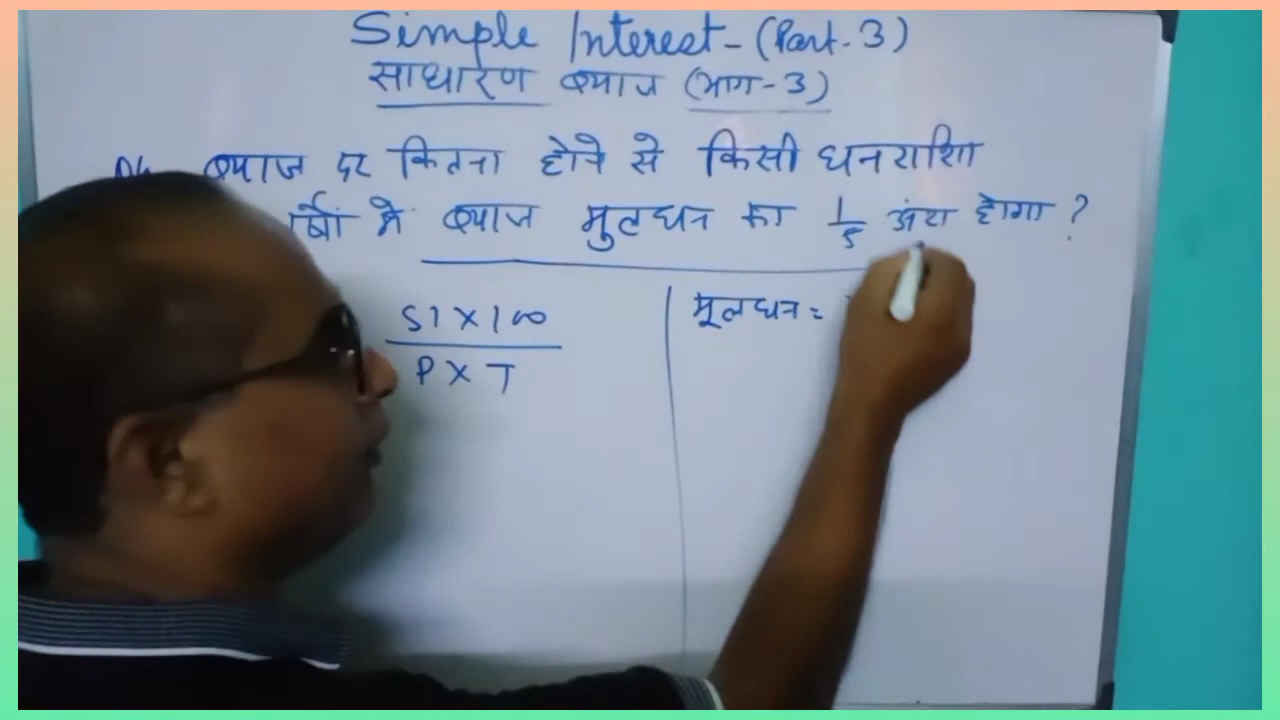 Simple Interest - (Part-3)
साधारण ब्याज (भाग-3)
ब्याज दर कितना होने से किसी धनराशि
में ब्याज मुलधन का 1/5 अंश होगा ?
SI X 100
P X T
मूलधन =